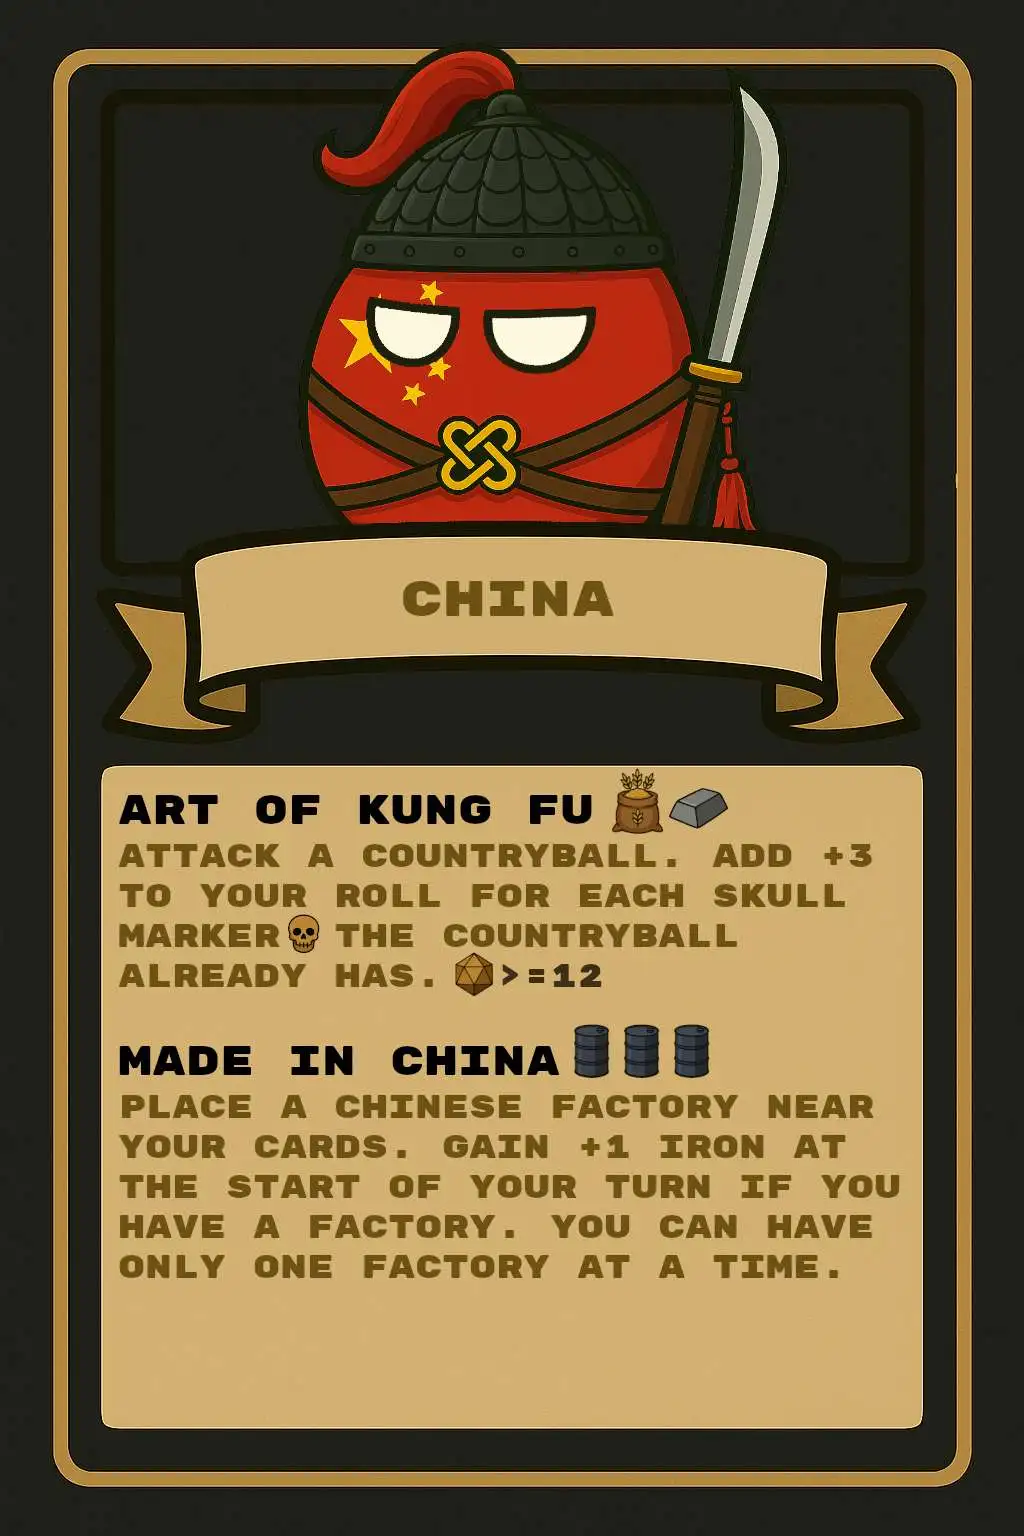 CHINA
ART OF KUNG FU
ATTACK A COUNTRYBALL. ADD +3
TO YOUR ROLL FOR EACH SKULL
MARKER THE COUNTRYBALL
ALREADY HAS. >=12
MADE IN CHINA
PLACE A CHINESE FACTORY NEAR
YOUR CARDS. GAIN +1 IRON AT
THE START OF YOUR TURN IF YOU
HAVE A FACTORY. YOU CAN HAVE
ONLY ONE FACTORY AT A TIME.